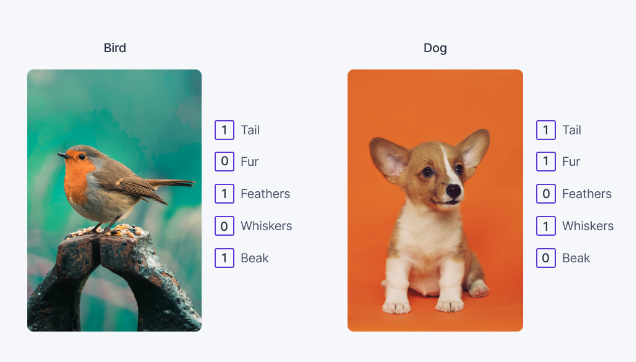 Bird
1 Tail
0 Fur
1 Feathers
0 Whiskers
1 Beak
Dog
1 Tail
1 Fur
0 Feathers
1 Whiskers
0 Beak